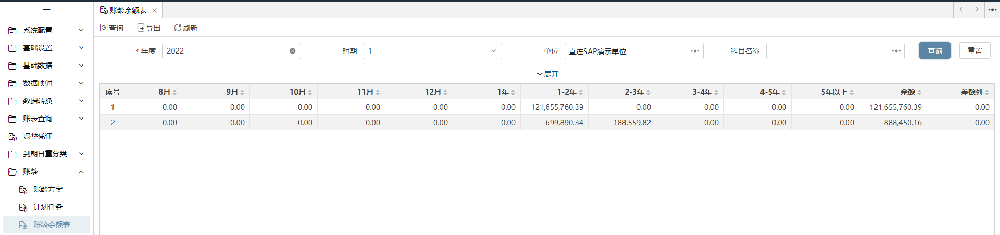 账龄余额表
查询 导出 刷新
系统配置
基础设置
基础数据
数据映射
数据转换
账表查询
调整凭证
到期日重分类
账龄
账龄方案
计划任务
账龄余额表
* 年度 2022 时期 1 单位 直连SAP演示单位 科目名称 查询 重置
展开
序号 8月 9月 10月 11月 12月 1年 1-2年 2-3年 3-4年 4-5年 5年以上 余额 差额列
1 0.00 0.00 0.00 0.00 0.00 0.00 121,655,760.39 0.00 0.00 0.00 0.00 121,655,760.39 0.00
2 0.00 0.00 0.00 0.00 0.00 0.00 699,890.34 188,559.82 0.00 0.00 0.00 888,450.16 0.00